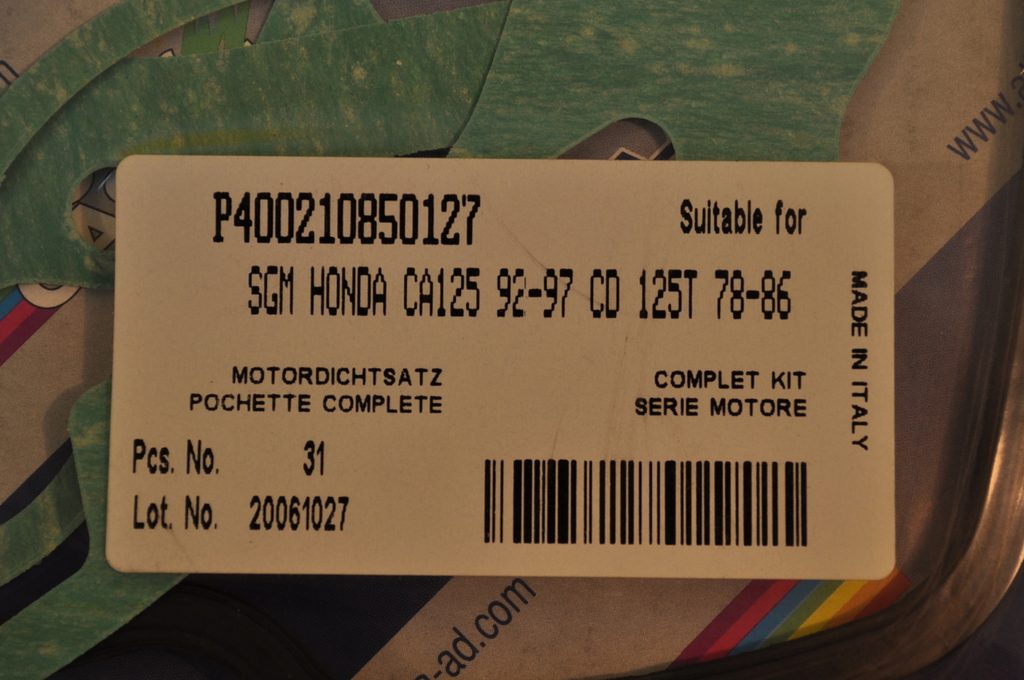 P400210850127
Suitable for
SGM HONDA CA125 92-97 CD 125T 78-86
MOTORDICHTSATZ
POCHETTE COMPLETE
COMPLET KIT
SERIE MOTORE
MADE IN ITALY
Pcs. No. 31
Lot. No. 20061027
www.
-ad.com